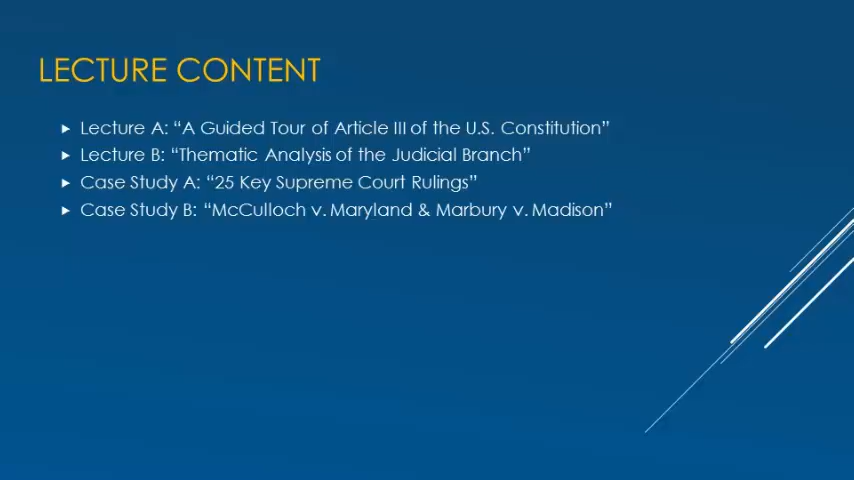 LECTURE CONTENT
Lecture A: “A Guided Tour of Article III of the U.S. Constitution”
Lecture B: “Thematic Analysis of the Judicial Branch”
Case Study A: “25 Key Supreme Court Rulings”
Case Study B: “McCulloch v. Maryland & Marbury v. Madison”